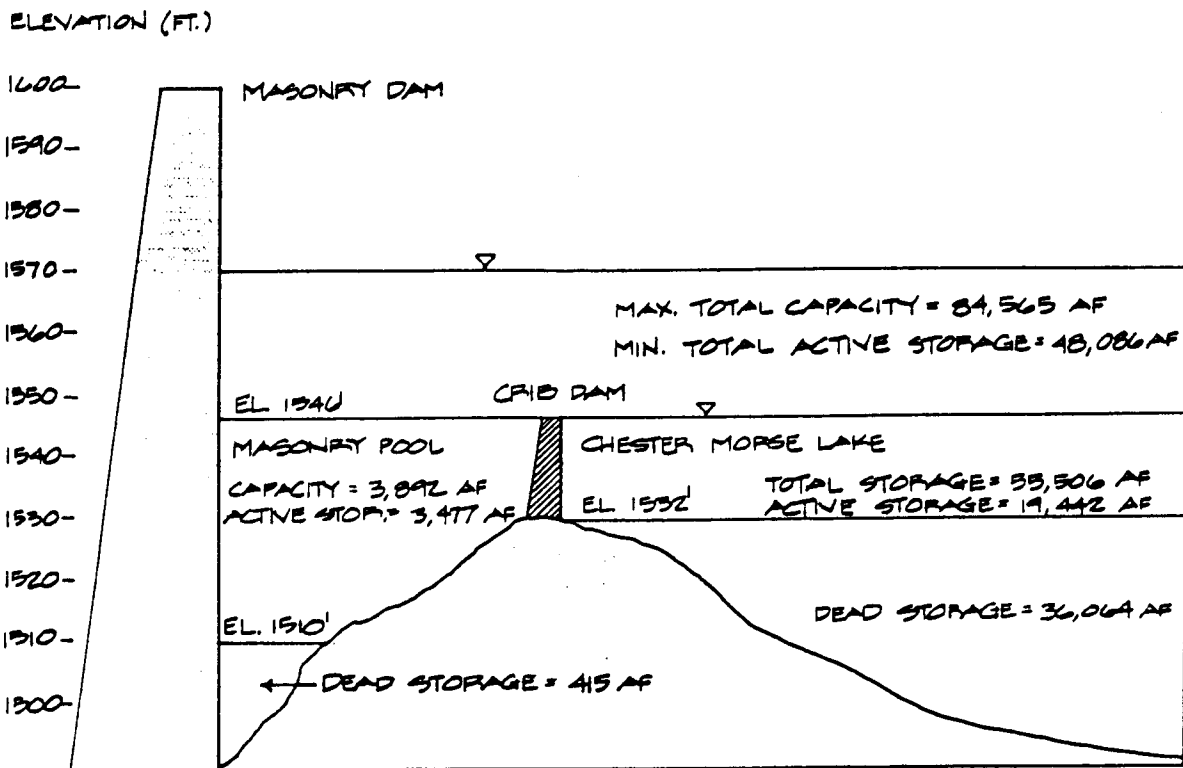 ELEVATION (FT.)
1600-
MASONRY DAM
1590-
1580-
1570-
MAX. TOTAL CAPACITY = 84,565 AF
1560-
MIN. TOTAL ACTIVE STORAGE = 48,086 AF
1550-
EL. 1546'
CRIB DAM
MASONRY POOL
CHESTER MORSE LAKE
1540-
CAPACITY = 3,892 AF
TOTAL STORAGE = 55,506 AF
ACTIVE STOR. = 3,477 AF
EL 1532'
ACTIVE STORAGE = 19,442 AF
1530-
1520-
DEAD STORAGE = 36,064 AF
EL. 1510'
1510-
DEAD STORAGE = 415 AF
1500-